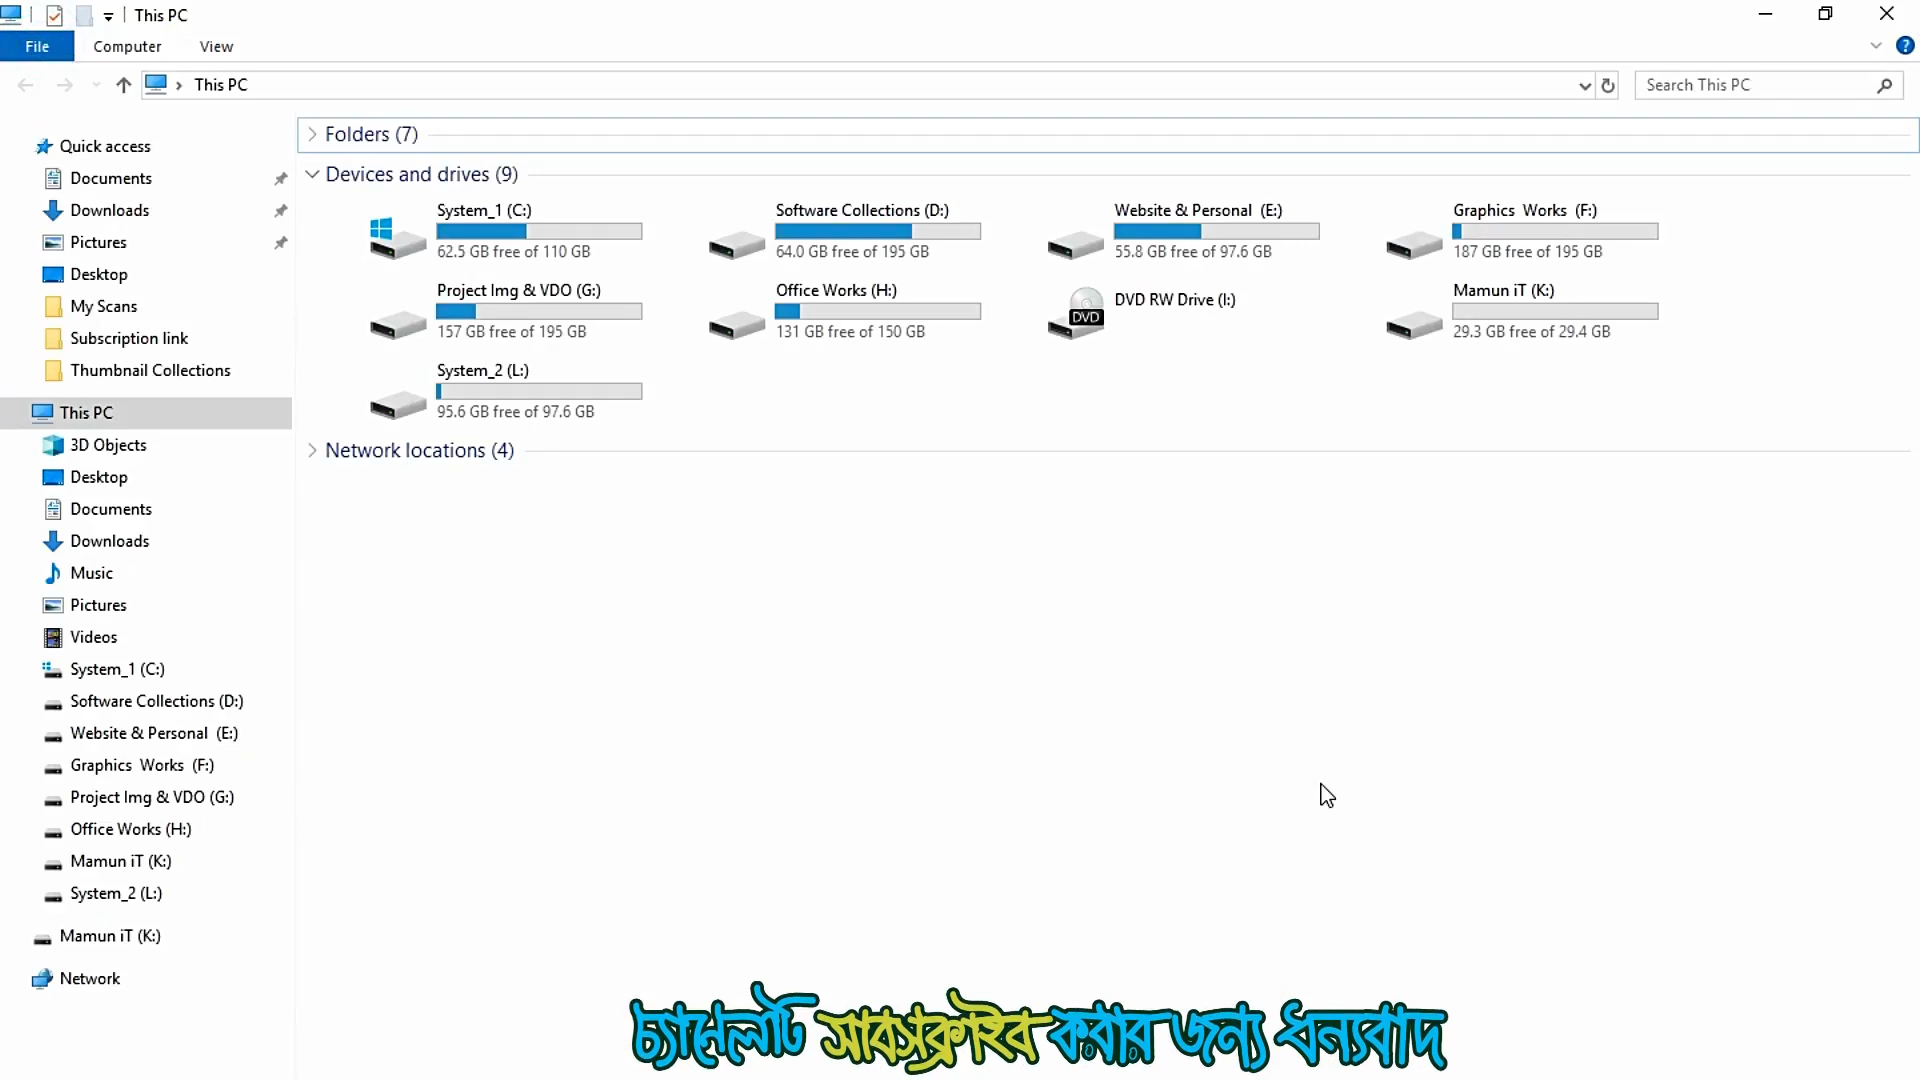 This PC
File Computer View
This PC
Search This PC
Quick access
Documents
Downloads
Pictures
Desktop
My Scans
Subscription link
Thumbnail Collections
This PC
3D Objects
Desktop
Documents
Downloads
Music
Pictures
Videos
System_1 (C:)
Software Collections (D:)
Website & Personal (E:)
Graphics Works (F:)
Project Img & VDO (G:)
Office Works (H:)
Mamun iT (K:)
System_2 (L:)
Mamun iT (K:)
Network
Folders (7)
Devices and drives (9)
System_1 (C:)
62.5 GB free of 110 GB
Software Collections (D:)
64.0 GB free of 195 GB
Website & Personal (E:)
55.8 GB free of 97.6 GB
Graphics Works (F:)
187 GB free of 195 GB
Project Img & VDO (G:)
157 GB free of 195 GB
Office Works (H:)
131 GB free of 150 GB
DVD
DVD RW Drive (I:)
Mamun iT (K:)
29.3 GB free of 29.4 GB
System_2 (L:)
95.6 GB free of 97.6 GB
Network locations (4)
চ্যানেলটি সাবসক্রাইব করার জন্য ধন্যবাদ